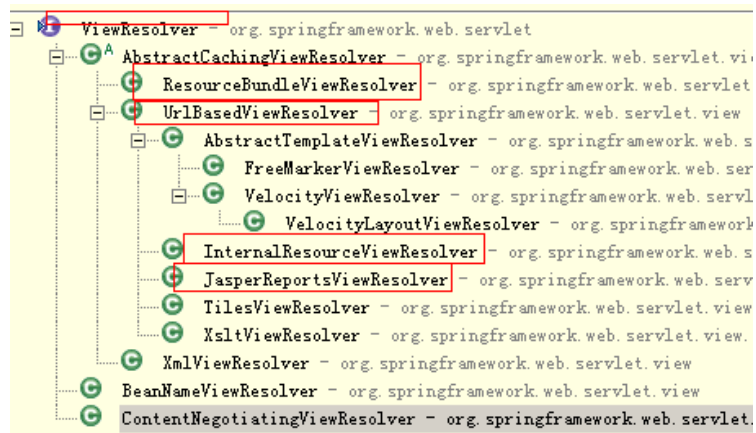 ViewResolver - org.springframework.web.servlet
A
AbstractCachingViewResolver - org.springframework.web.servlet.vi
ResourceBundleViewResolver - org.springframework.web.servlet
UrlBasedViewResolver - org.springframework.web.servlet.view
AbstractTemplateViewResolver - org.springframework.web.s
FreeMarkerViewResolver - org.springframework.web.ser
VelocityViewResolver - org.springframework.web.servl
VelocityLayoutViewResolver - org.springframework
InternalResourceViewResolver - org.springframework.web.s
JasperReportsViewResolver - org.springframework.web.serv
TilesViewResolver - org.springframework.web.servlet.view
XsltViewResolver - org.springframework.web.servlet.view.
XmlViewResolver - org.springframework.web.servlet.view
BeanNameViewResolver - org.springframework.web.servlet.view
ContentNegotiatingViewResolver - org.springframework.web.servlet.